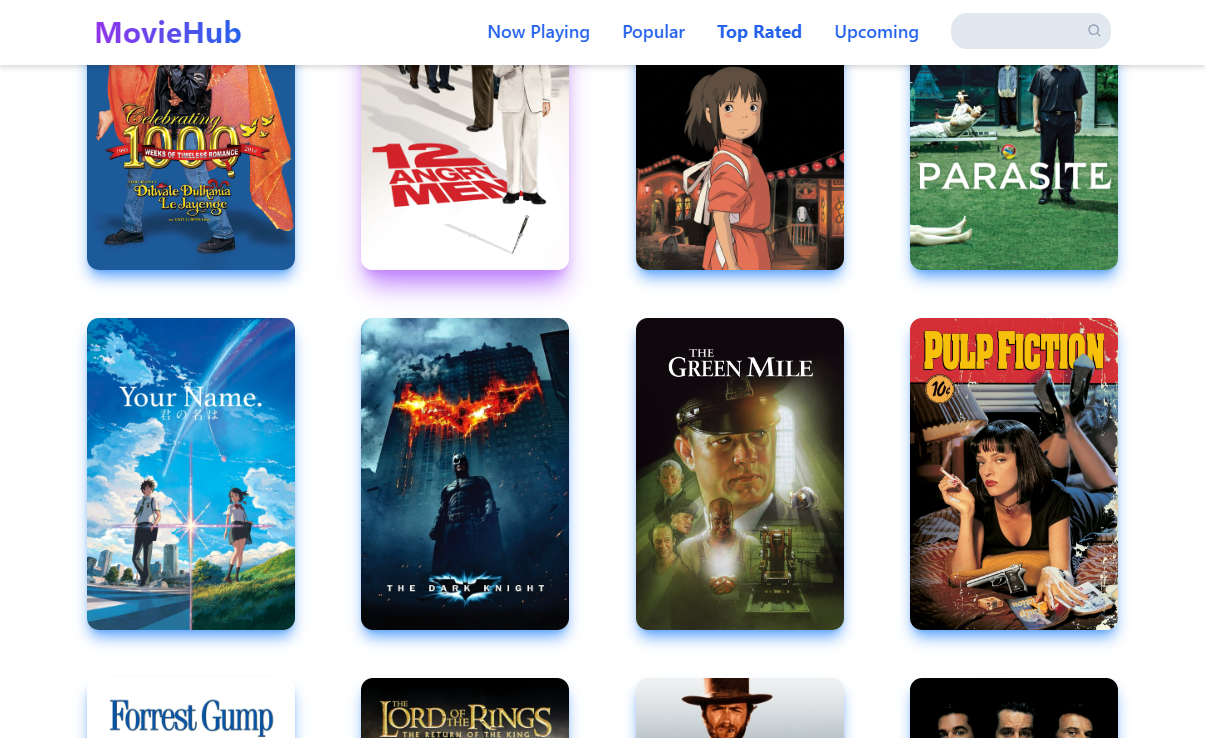 MovieHub
Now Playing
Popular
Top Rated
Upcoming
Celebrating
1000
1995 WEEKS OF TIMELESS ROMANCE 2014
Dilwale Dulhania
Le Jayenge
12
ANGRY
MEN
PARASITE
Your Name.
君の名は
THE DARK KNIGHT
THE
GREEN MILE
PULP FICTION
10¢
Forrest Gump
THE
LORD OF THE RINGS
THE RETURN OF THE KING